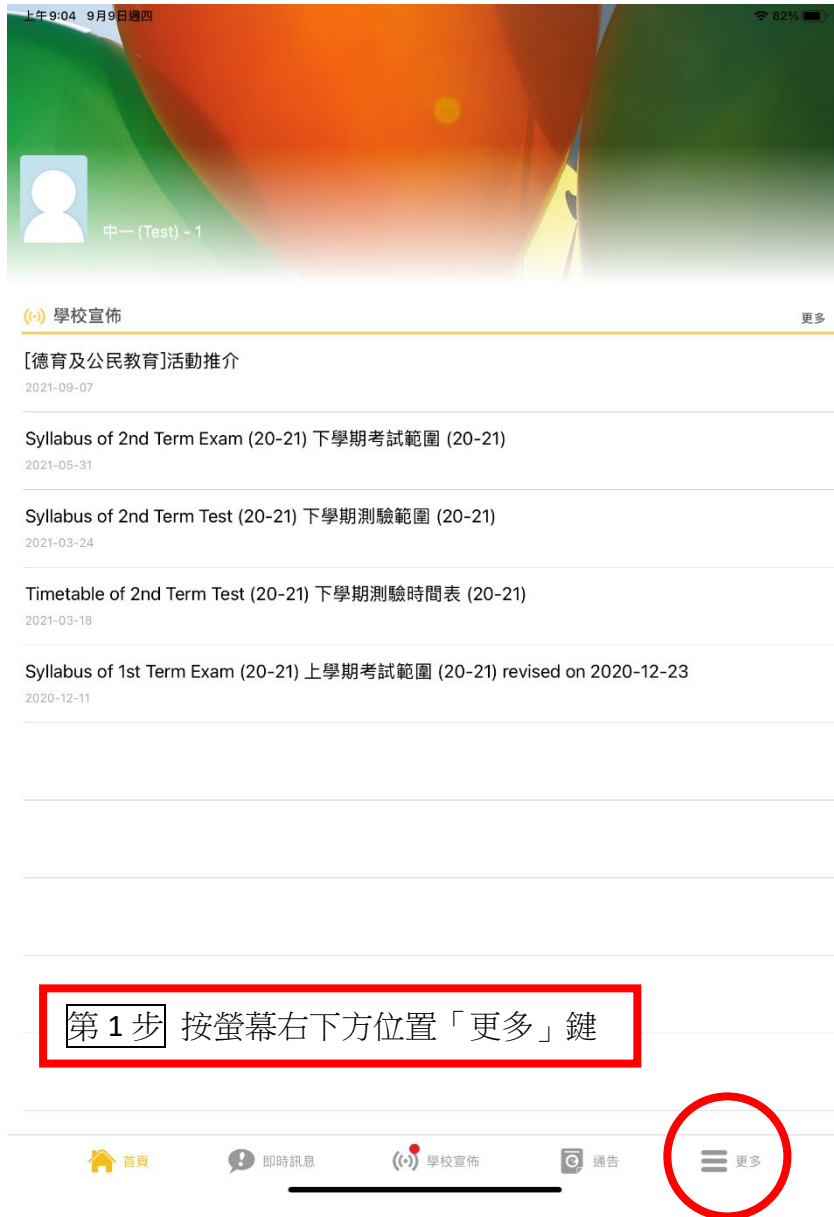 上午9:04 9月9日週四 82%
中一 (Test) - 1
學校宣佈 更多
[德育及公民教育]活動推介
2021-09-07
Syllabus of 2nd Term Exam (20-21) 下學期考試範圍 (20-21)
2021-05-31
Syllabus of 2nd Term Test (20-21) 下學期測驗範圍 (20-21)
2021-03-24
Timetable of 2nd Term Test (20-21) 下學期測驗時間表 (20-21)
2021-03-18
Syllabus of 1st Term Exam (20-21) 上學期考試範圍 (20-21) revised on 2020-12-23
2020-12-11
第 1 步 按螢幕右下方位置「更多」鍵
首頁 即時訊息 學校宣佈 通告 更多